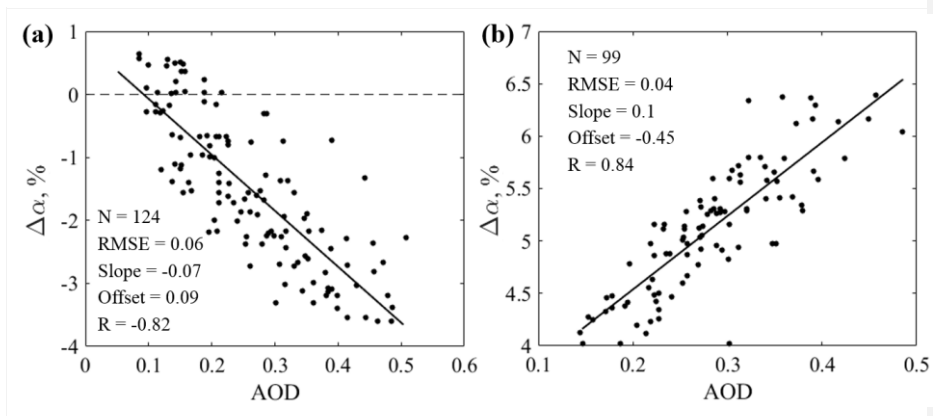 (a)
1
0
-1
-2
-3
-4
Δα, %
N = 124
RMSE = 0.06
Slope = -0.07
Offset = 0.09
R = -0.82
0 0.1 0.2 0.3 0.4 0.5 0.6
AOD
(b)
7
6.5
6
5.5
5
4.5
4
Δα, %
N = 99
RMSE = 0.04
Slope = 0.1
Offset = -0.45
R = 0.84
0.1 0.2 0.3 0.4 0.5
AOD